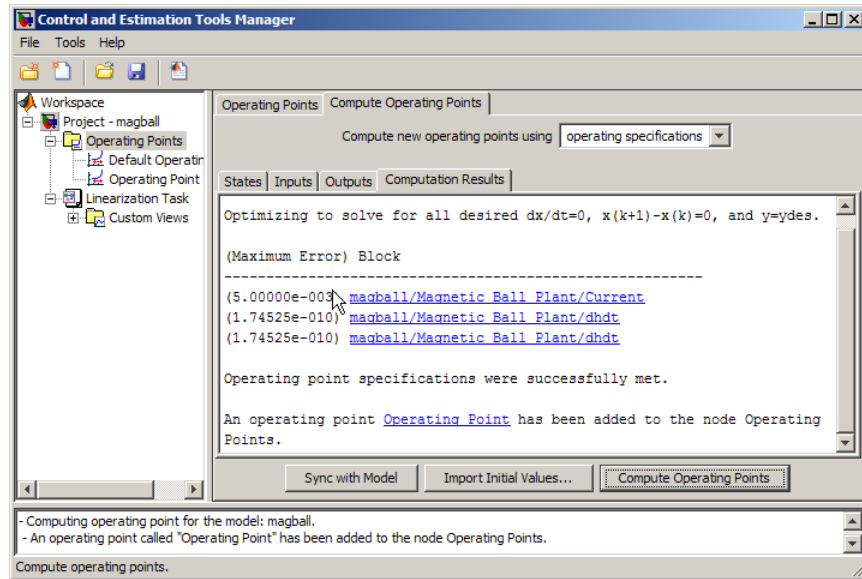 Control and Estimation Tools Manager
File Tools Help
Workspace
Project - magball
Operating Points
Default Operatin
Operating Point
Linearization Task
Custom Views
Operating Points Compute Operating Points
Compute new operating points using operating specifications
States Inputs Outputs Computation Results
Optimizing to solve for all desired dx/dt=0, x(k+1)-x(k)=0, and y=ydes.
(Maximum Error) Block
---------------------------------------------------------
(5.00000e-003) magball/Magnetic Ball Plant/Current
(1.74525e-010) magball/Magnetic Ball Plant/dhdt
(1.74525e-010) magball/Magnetic Ball Plant/dhdt
Operating point specifications were successfully met.
An operating point Operating Point has been added to the node Operating
Points.
Sync with Model Import Initial Values... Compute Operating Points
- Computing operating point for the model: magball.
- An operating point called "Operating Point" has been added to the node Operating Points.
Compute operating points.